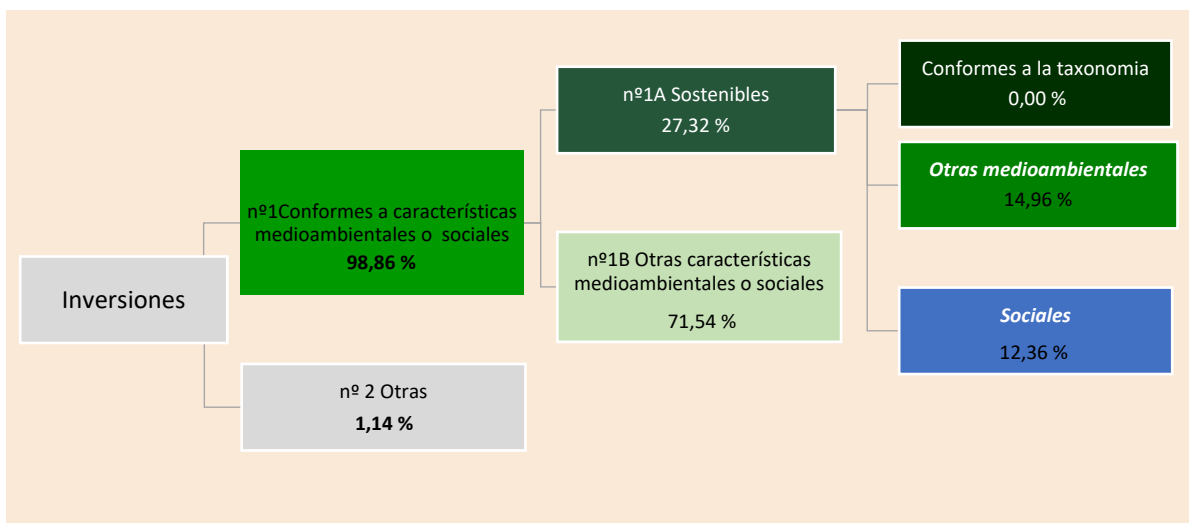 Inversiones
nº1Conformes a características
medioambientales o sociales
98,86 %
nº 2 Otras
1,14 %
nº1A Sostenibles
27,32 %
nº1B Otras características
medioambientales o sociales
71,54 %
Conformes a la taxonomia
0,00 %
Otras medioambientales
14,96 %
Sociales
12,36 %